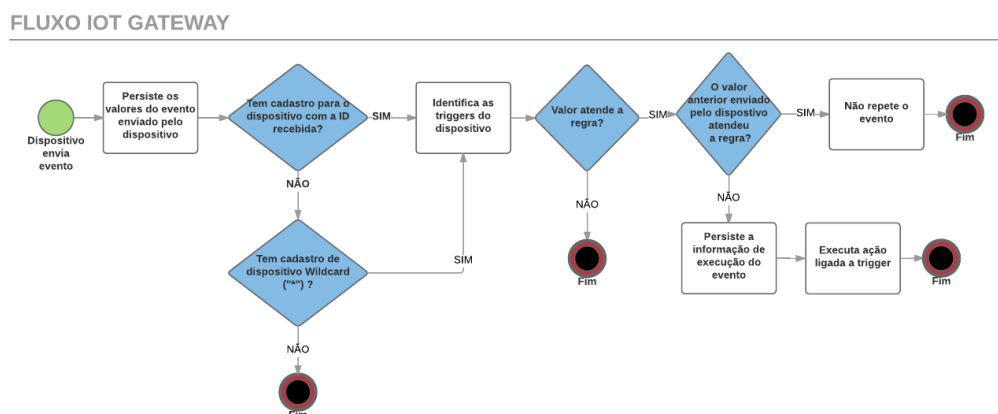 FLUXO IOT GATEWAY
Dispositivo
envia
evento
Persiste os
valores do evento
enviado pelo
dispositivo
Tem cadastro para o
dispositivo com a ID
recebida?
SIM
NÃO
Tem cadastro de
dispositivo Wildcard
("*") ?
SIM
NÃO
Fim
Identifica as
triggers do
dispositivo
Valor atende a
regra?
SIM
NÃO
Fim
O valor
anterior enviado
pelo dispostivo
atendeu
a regra?
SIM
NÃO
Não repete o
evento
Fim
Persiste a
informação de
execução do
evento
Executa ação
ligada a trigger
Fim